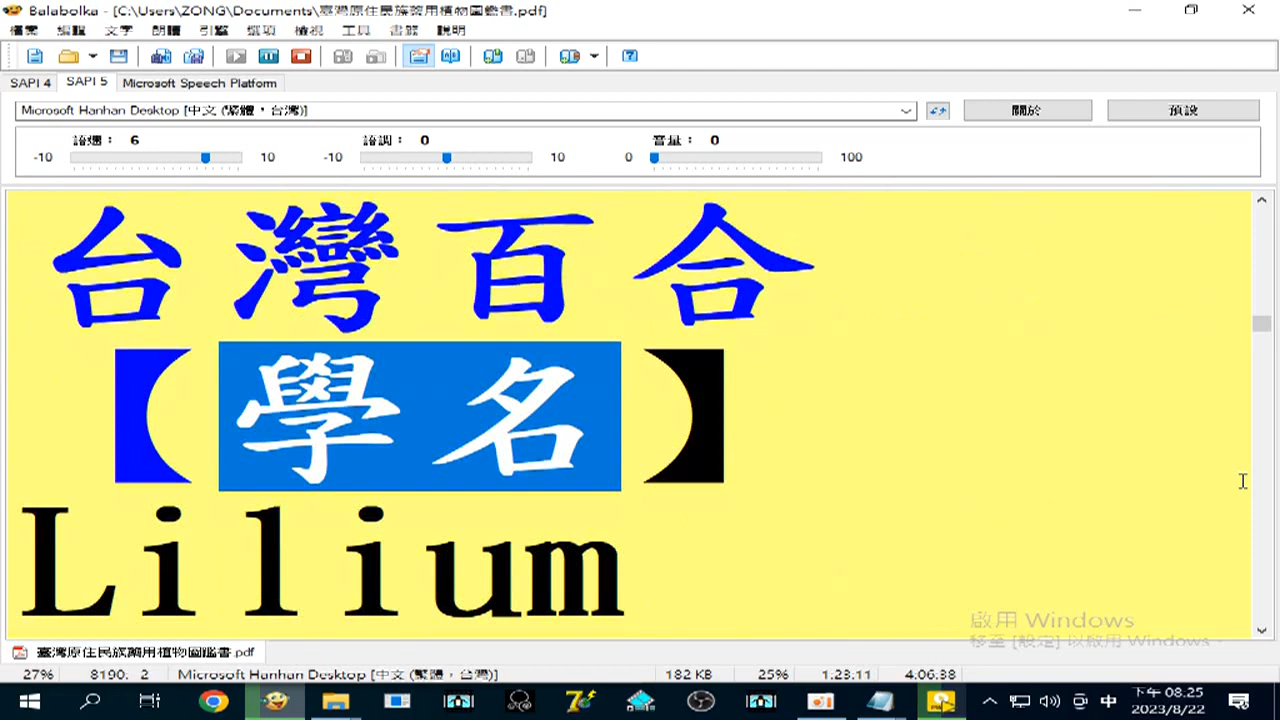 Balabolka - [C:\Users\ZONG\Documents\臺灣原住民族藥用植物圖鑑書.pdf]
檔案 編輯 文字 朗讀 引擎 選項 檢視 工具 書籤 說明
SAPI 4 SAPI 5 Microsoft Speech Platform
Microsoft Hanhan Desktop [中文 (繁體，台灣)] 關於 預設
語速： 6 語調： 0 音量： 0
-10 10 -10 10 0 100
台灣百合
【學名】
Lilium
啟用 Windows
移至 [設定] 以啟用 Windows。
臺灣原住民族藥用植物圖鑑書.pdf
27% 8190. 2 Microsoft Hanhan Desktop [中文 (繁體，台灣)] 182 KB 25% 1.23.11 4.06.38
中 下午 08.25
2023/8/22